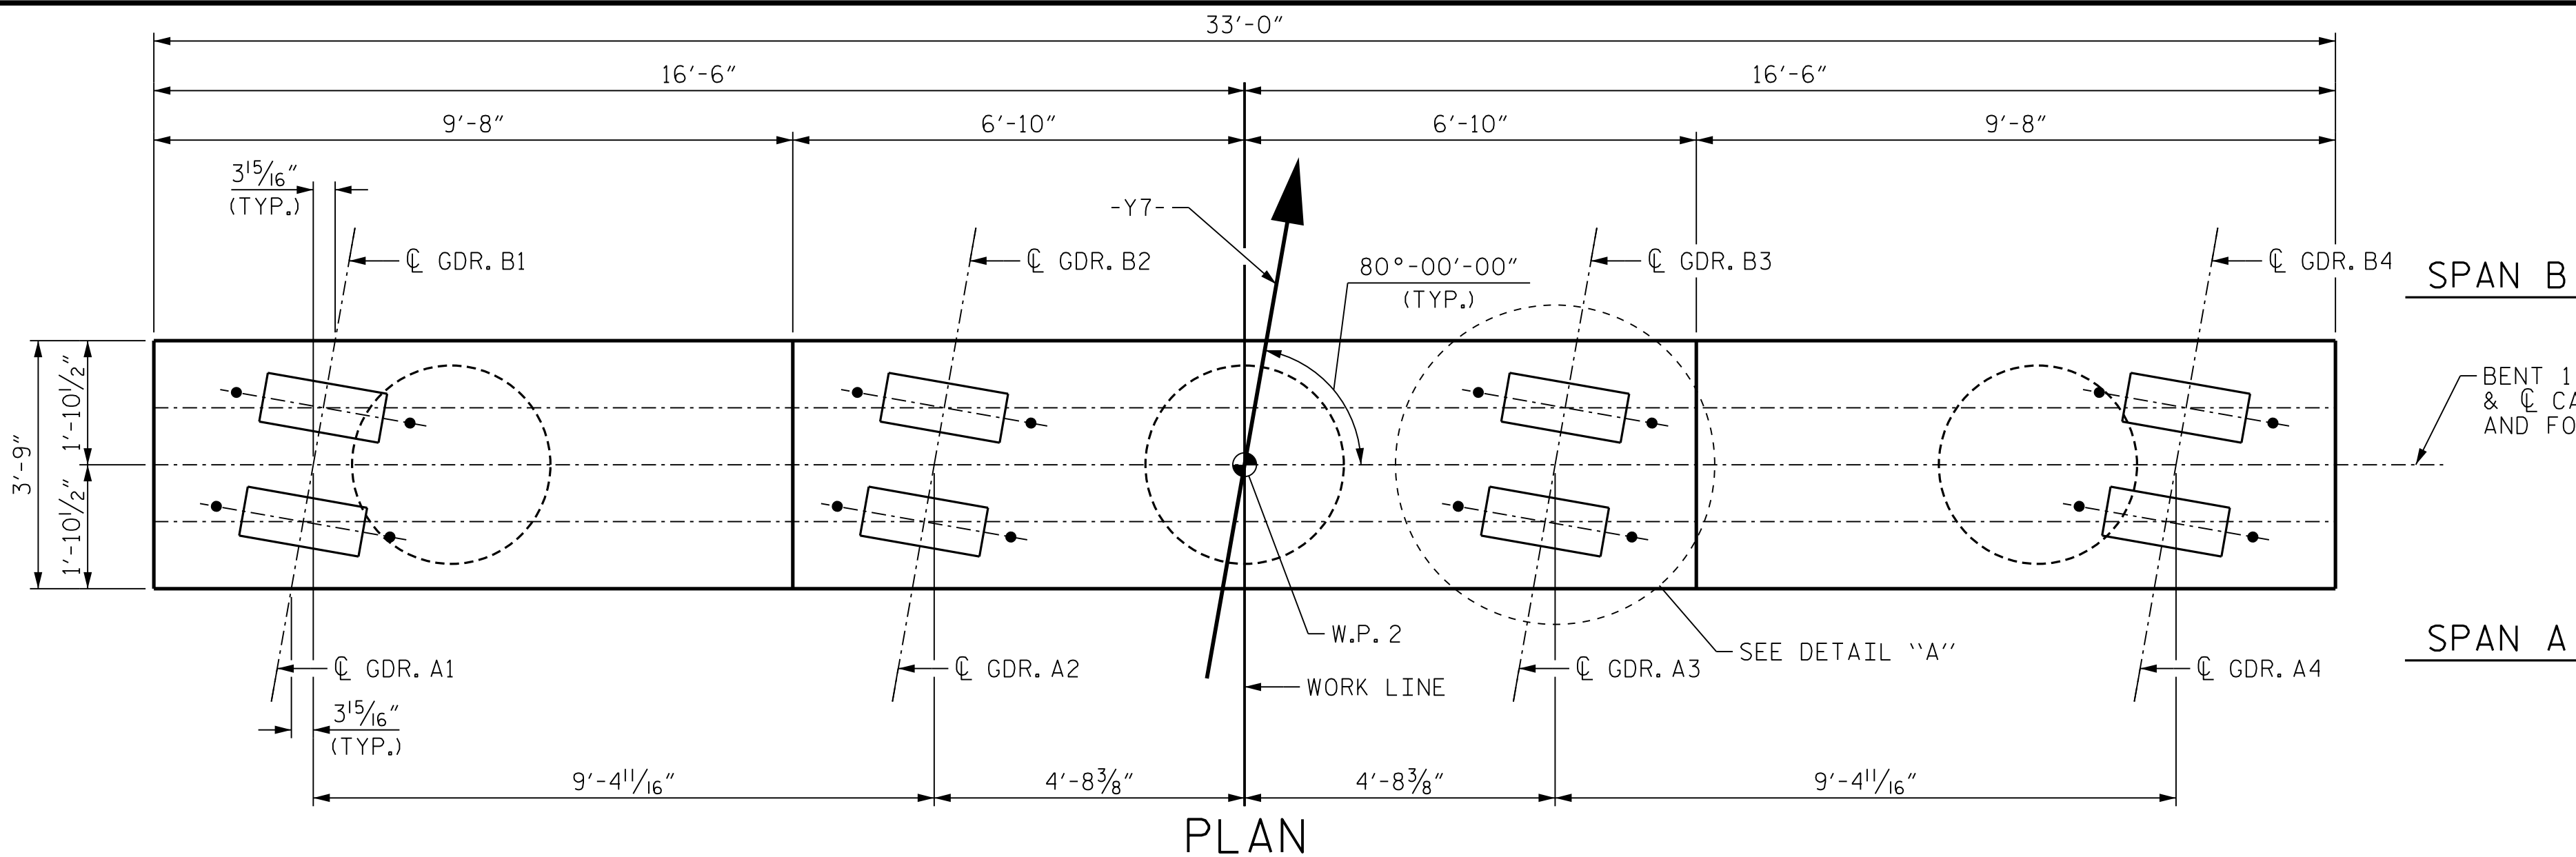 33'-0"
16'-6" 16'-6"
9'-8" 6'-10" 6'-10" 9'-8"
3 15/16"
(TYP.)
-Y7-
℄ GDR. B1 ℄ GDR. B2 ℄ GDR. B3 ℄ GDR. B4
80°-00'-00"
(TYP.)
SPAN B
3'-9"
1'-10 1/2"
1'-10 1/2"
BENT 1
& ℄ CA
AND FO
W.P. 2
SEE DETAIL "A"
SPAN A
℄ GDR. A1 ℄ GDR. A2 ℄ GDR. A3 ℄ GDR. A4
WORK LINE
3 15/16"
(TYP.)
9'-4 11/16" 4'-8 3/8" 4'-8 3/8" 9'-4 11/16"
PLAN